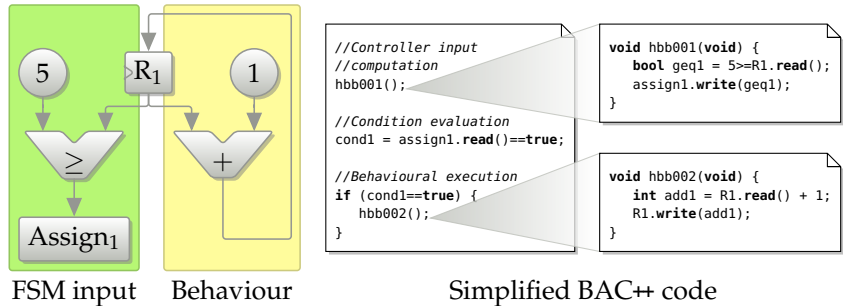 5
R1
1
≥
+
Assign1
FSM input
Behaviour
//Controller input
//computation
hbb001();
//Condition evaluation
cond1 = assign1.read()==true;
//Behavioural execution
if (cond1==true) {
hbb002();
}
void hbb001(void) {
bool geq1 = 5>=R1.read();
assign1.write(geq1);
}
void hbb002(void) {
int add1 = R1.read() + 1;
R1.write(add1);
}
Simplified BAC++ code